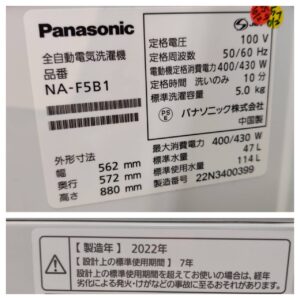 Panasonic
全自動電気洗濯機
品番
NA-F5B1
外形寸法
幅 562 mm
奥行 572 mm
高さ 880 mm
定格電圧 100 V
定格周波数 50/60 Hz
電動機定格消費電力 400/430 W
定格時間 洗いのみ 10 分
標準洗濯容量 5.0 kg
PSE パナソニック株式会社
中国製
最大消費電力 400/430 W
標準水量 47L
標準使用水量 114 L
製造番号 22N3400399
【製造年】2022年
【設計上の標準使用期間】7年
設計上の標準使用期間を超えてお使いの場合は、経年
劣化による発火・けがなどの事故に至るおそれがあります。